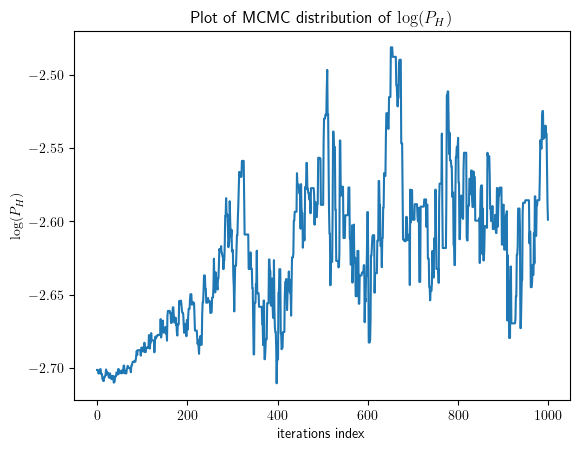 Plot of MCMC distribution of log(P_H)
log(P_H)
−2.50
−2.55
−2.60
−2.65
−2.70
0 200 400 600 800 1000
iterations index